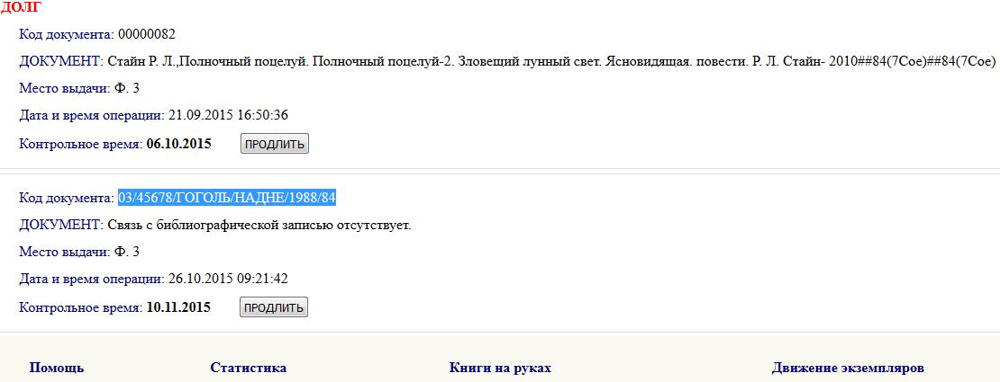 ДОЛГ
Код документа: 00000082
ДОКУМЕНТ: Стайн Р. Л.,Полночный поцелуй. Полночный поцелуй-2. Зловещий лунный свет. Ясновидящая. повести. Р. Л. Стайн- 2010##84(7Сое)##84(7Сое)
Место выдачи: Ф. 3
Дата и время операции: 21.09.2015 16:50:36
Контрольное время: 06.10.2015 ПРОДЛИТЬ
Код документа: 03/45678/ГОГОЛЬ/НАДНЕ/1988/84
ДОКУМЕНТ: Связь с библиографической записью отсутствует.
Место выдачи: Ф. 3
Дата и время операции: 26.10.2015 09:21:42
Контрольное время: 10.11.2015 ПРОДЛИТЬ
Помощь Статистика Книги на руках Движение экземпляров